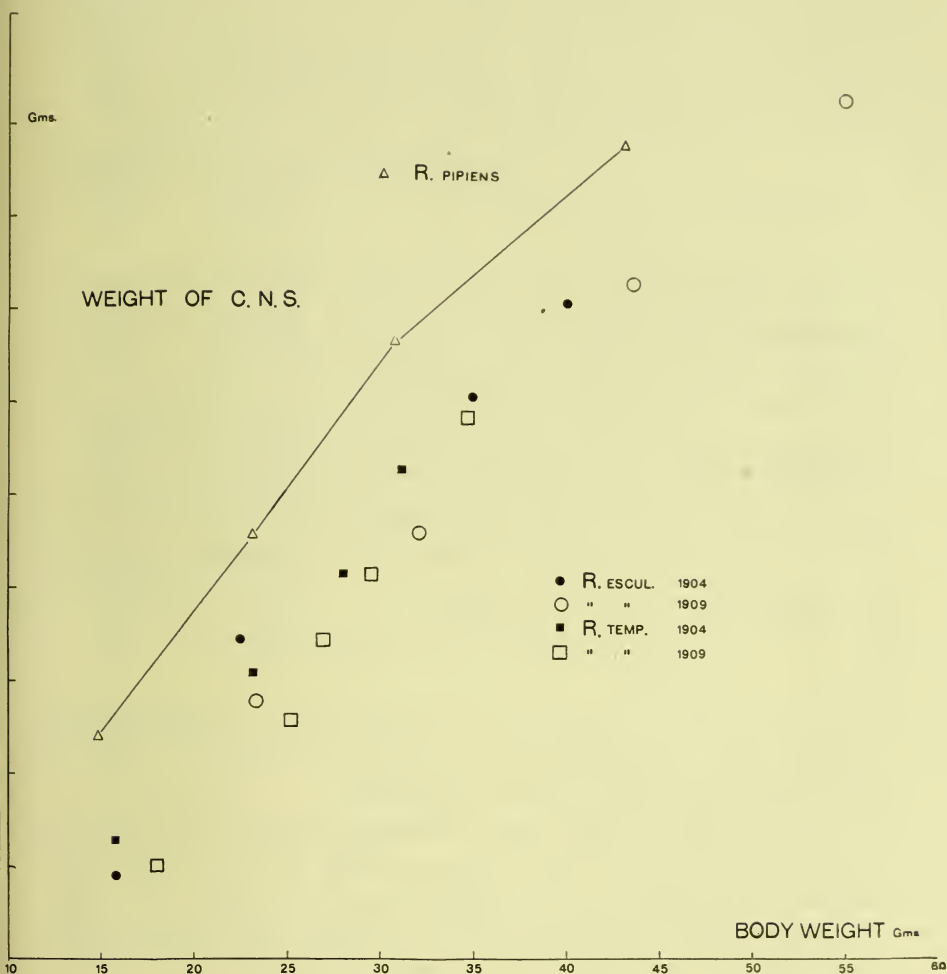 Gms.
R. PIPIENS
WEIGHT OF C. N. S.
R. ESCUL. 1904
" " 1909
R. TEMP. 1904
" " 1909
BODY WEIGHT Gms
10 15 20 25 30 35 40 45 50 55 60